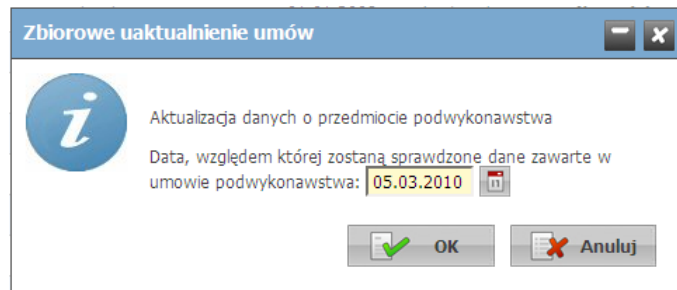 Zbiorowe uaktualnienie umów
Aktualizacja danych o przedmiocie podwykonawstwa
Data, względem której zostaną sprawdzone dane zawarte w
umowie podwykonawstwa: 05.03.2010
OK Anuluj